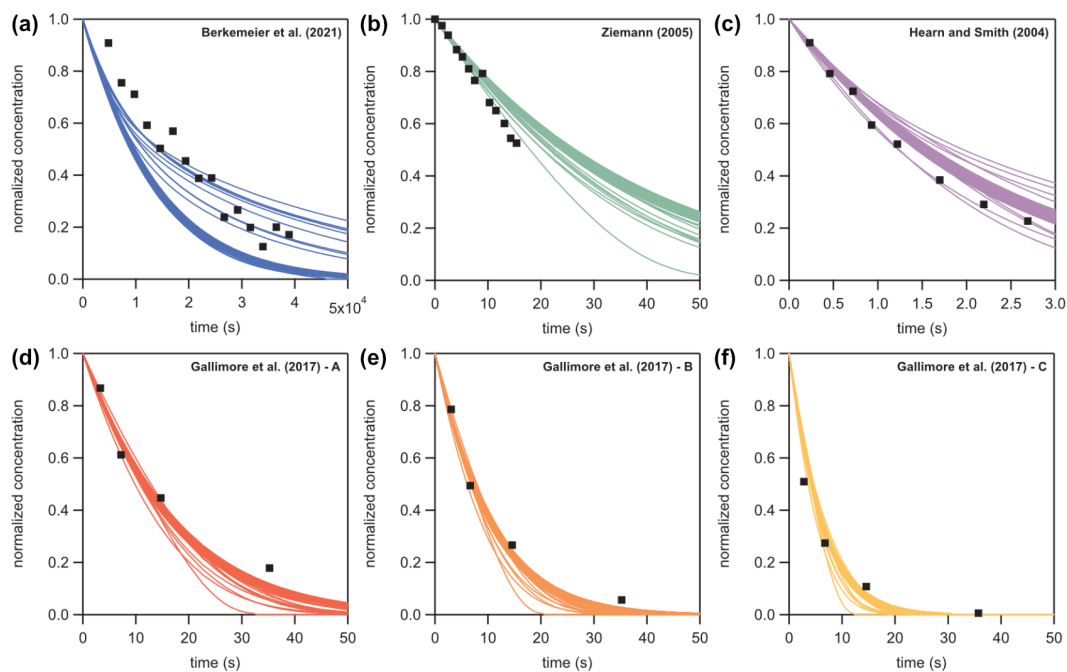 (a)
Berkemeier et al. (2021)
normalized concentration
1.0
0.8
0.6
0.4
0.2
0.0
0
1
2
3
4
5x10⁴
time (s)
(b)
Ziemann (2005)
normalized concentration
1.0
0.8
0.6
0.4
0.2
0.0
0
10
20
30
40
50
time (s)
(c)
Hearn and Smith (2004)
normalized concentration
1.0
0.8
0.6
0.4
0.2
0.0
0.0
0.5
1.0
1.5
2.0
2.5
3.0
time (s)
(d)
Gallimore et al. (2017) - A
normalized concentration
1.0
0.8
0.6
0.4
0.2
0.0
0
10
20
30
40
50
time (s)
(e)
Gallimore et al. (2017) - B
normalized concentration
1.0
0.8
0.6
0.4
0.2
0.0
0
10
20
30
40
50
time (s)
(f)
Gallimore et al. (2017) - C
normalized concentration
1.0
0.8
0.6
0.4
0.2
0.0
0
10
20
30
40
50
time (s)